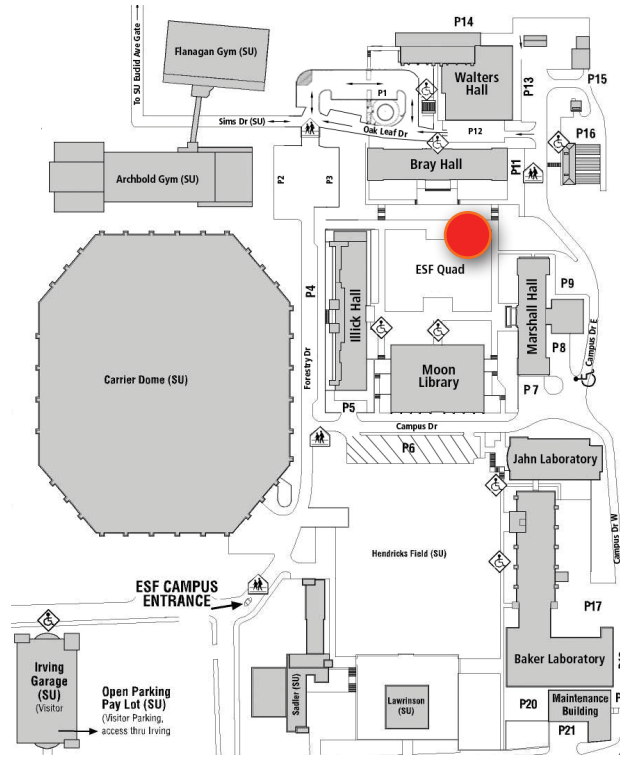 P14
Flanagan Gym (SU)
To SU Euclid Ave Gate
Walters
Hall
P13
P15
P1
Sims Dr (SU)
Oak Leaf Dr
P12
P16
Bray Hall
P11
Archbold Gym (SU)
P2
P3
ESF Quad
P4
Illick Hall
Marshall Hall
P9
P8
Campus Dr E
Carrier Dome (SU)
Forestry Dr
Moon
Library
P7
P5
Campus Dr
P6
Jahn Laboratory
Campus Dr W
Hendricks Field (SU)
ESF CAMPUS
ENTRANCE
P17
Irving
Garage
(SU)
(Visitor
Open Parking
Pay Lot (SU)
(Visitor Parking,
access thru Irving
Sadler (SU)
Lawrinson
(SU)
Baker Laboratory
P20
Maintenance
Building
P21